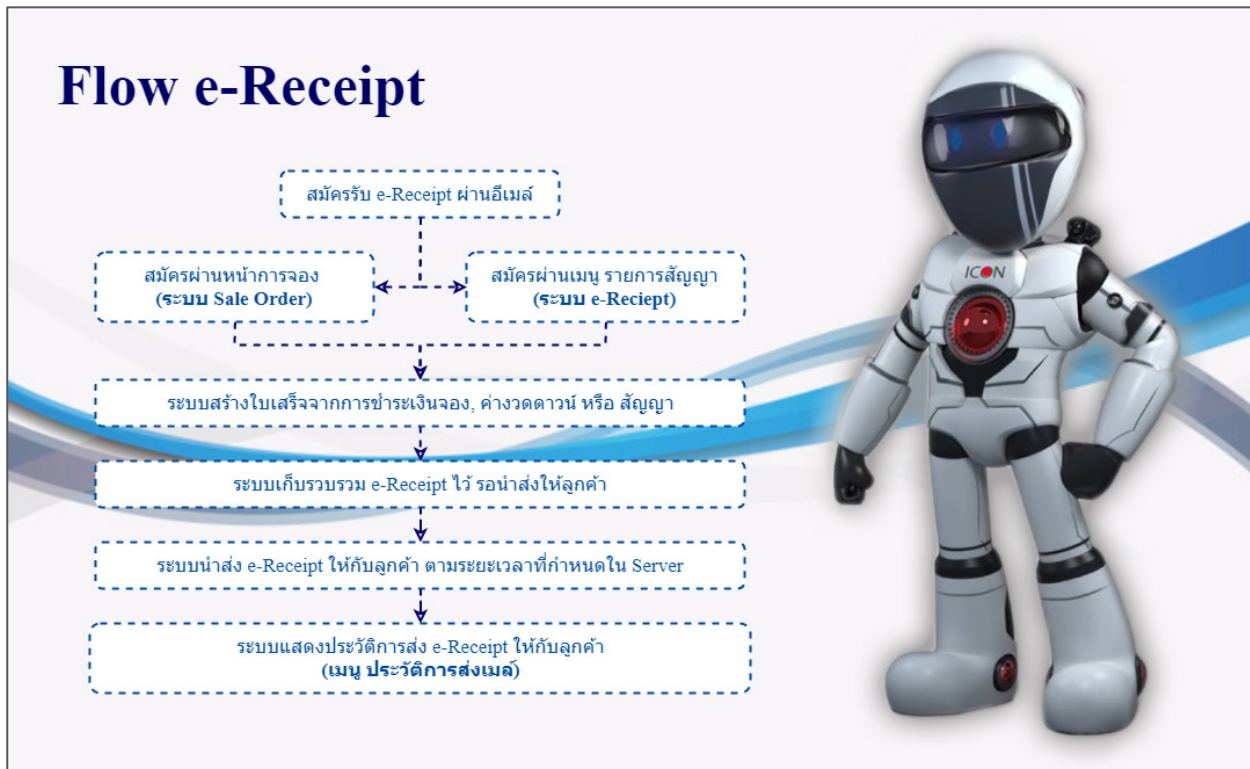 Flow e-Receipt
สมัครรับ e-Receipt ผ่านอีเมล์
สมัครผ่านหน้าการจอง
(ระบบ Sale Order)
สมัครผ่านเมนู รายการสัญญา
(ระบบ e-Reciept)
ระบบสร้างใบเสร็จจากการชำระเงินจอง, ค่างวดดาวน์ หรือ สัญญา
ระบบเก็บรวบรวม e-Receipt ไว้ รอนำส่งให้ลูกค้า
ระบบนำส่ง e-Receipt ให้กับลูกค้า ตามระยะเวลาที่กำหนดใน Server
ระบบแสดงประวัติการส่ง e-Receipt ให้กับลูกค้า
(เมนู ประวัติการส่งเมล์)
ICON